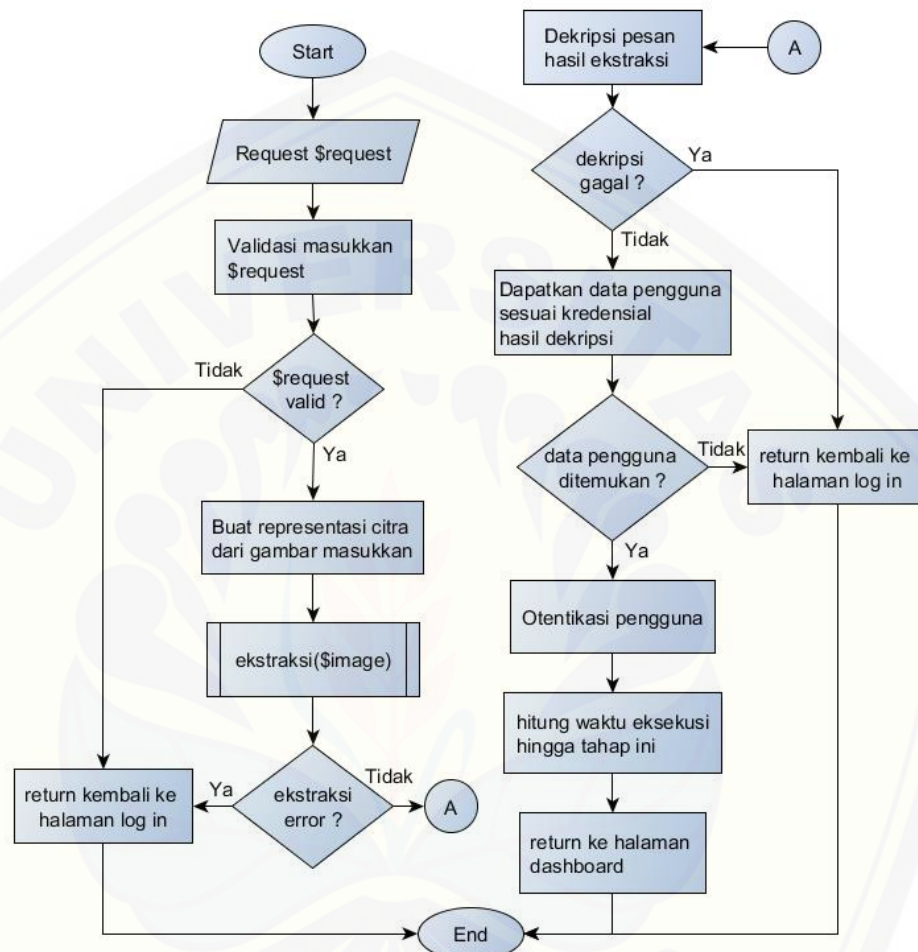 Start
Request $request
Validasi masukkan
$request
$request
valid ?
Tidak
Ya
Buat representasi citra
dari gambar masukkan
ekstraksi($image)
ekstraksi
error ?
Ya
Tidak
A
return kembali ke
halaman log in
A
Dekripsi pesan
hasil ekstraksi
dekripsi
gagal ?
Ya
Tidak
Dapatkan data pengguna
sesuai kredensial
hasil dekripsi
data pengguna
ditemukan ?
Tidak
return kembali ke
halaman log in
Ya
Otentikasi pengguna
hitung waktu eksekusi
hingga tahap ini
return ke halaman
dashboard
End
UNIVERSITAS